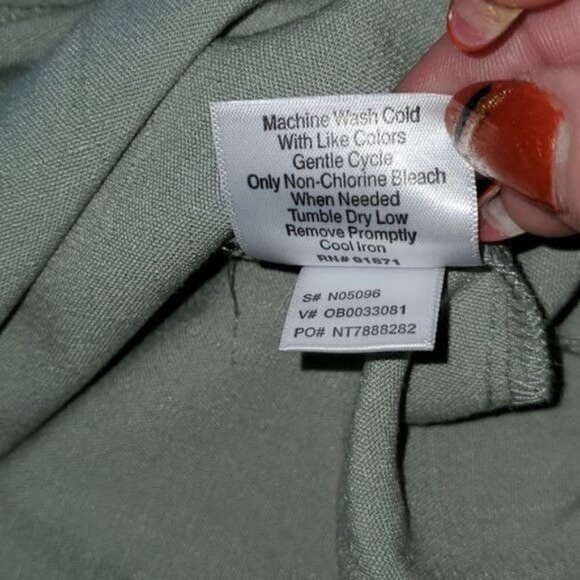 Machine Wash Cold
With Like Colors
Gentle Cycle
Only Non-Chlorine Bleach
When Needed
Tumble Dry Low
Remove Promptly
Cool Iron
RN# 91871
S# N05096
V# OB0033081
PO# NT7888282